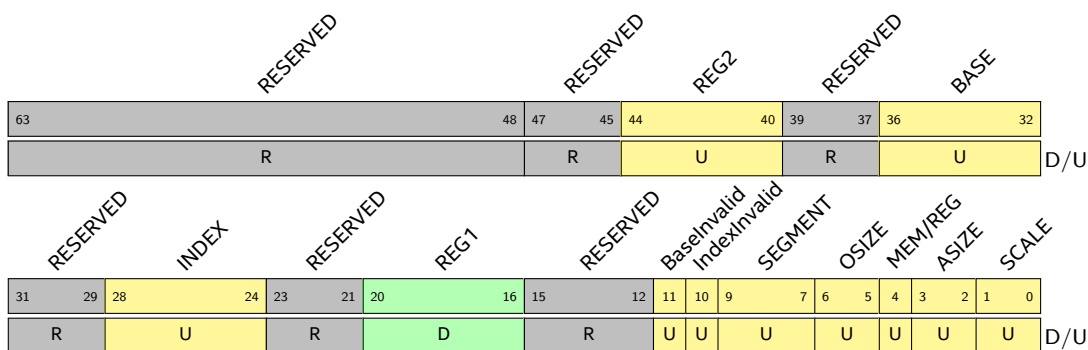 RESERVED RESERVED REG2 RESERVED BASE
63 48 47 45 44 40 39 37 36 32
R R U R U D/U
RESERVED INDEX RESERVED REG1 RESERVED BaseInvalid IndexInvalid SEGMENT OSIZE MEM/REG ASIZE SCALE
31 29 28 24 23 21 20 16 15 12 11 10 9 7 6 5 4 3 2 1 0
R U R D R U U U U U U U D/U